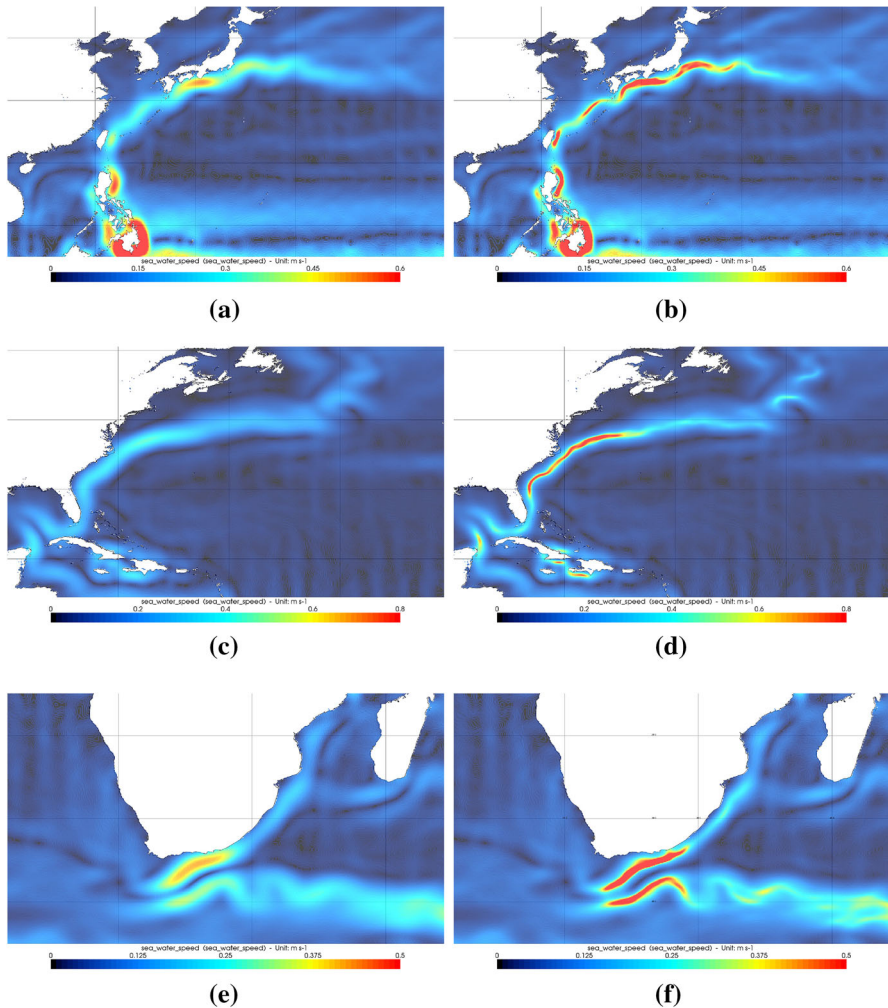 sea_water_speed (sea_water_speed) - Unit: m s-1
0 0.15 0.3 0.45 0.6
(a)
sea_water_speed (sea_water_speed) - Unit: m s-1
0 0.15 0.3 0.45 0.6
(b)
sea_water_speed (sea_water_speed) - Unit: m s-1
0 0.2 0.4 0.6 0.8
(c)
sea_water_speed (sea_water_speed) - Unit: m s-1
0 0.2 0.4 0.6 0.8
(d)
sea_water_speed (sea_water_speed) - Unit: m s-1
0 0.125 0.25 0.375 0.5
(e)
sea_water_speed (sea_water_speed) - Unit: m s-1
0 0.125 0.25 0.375 0.5
(f)